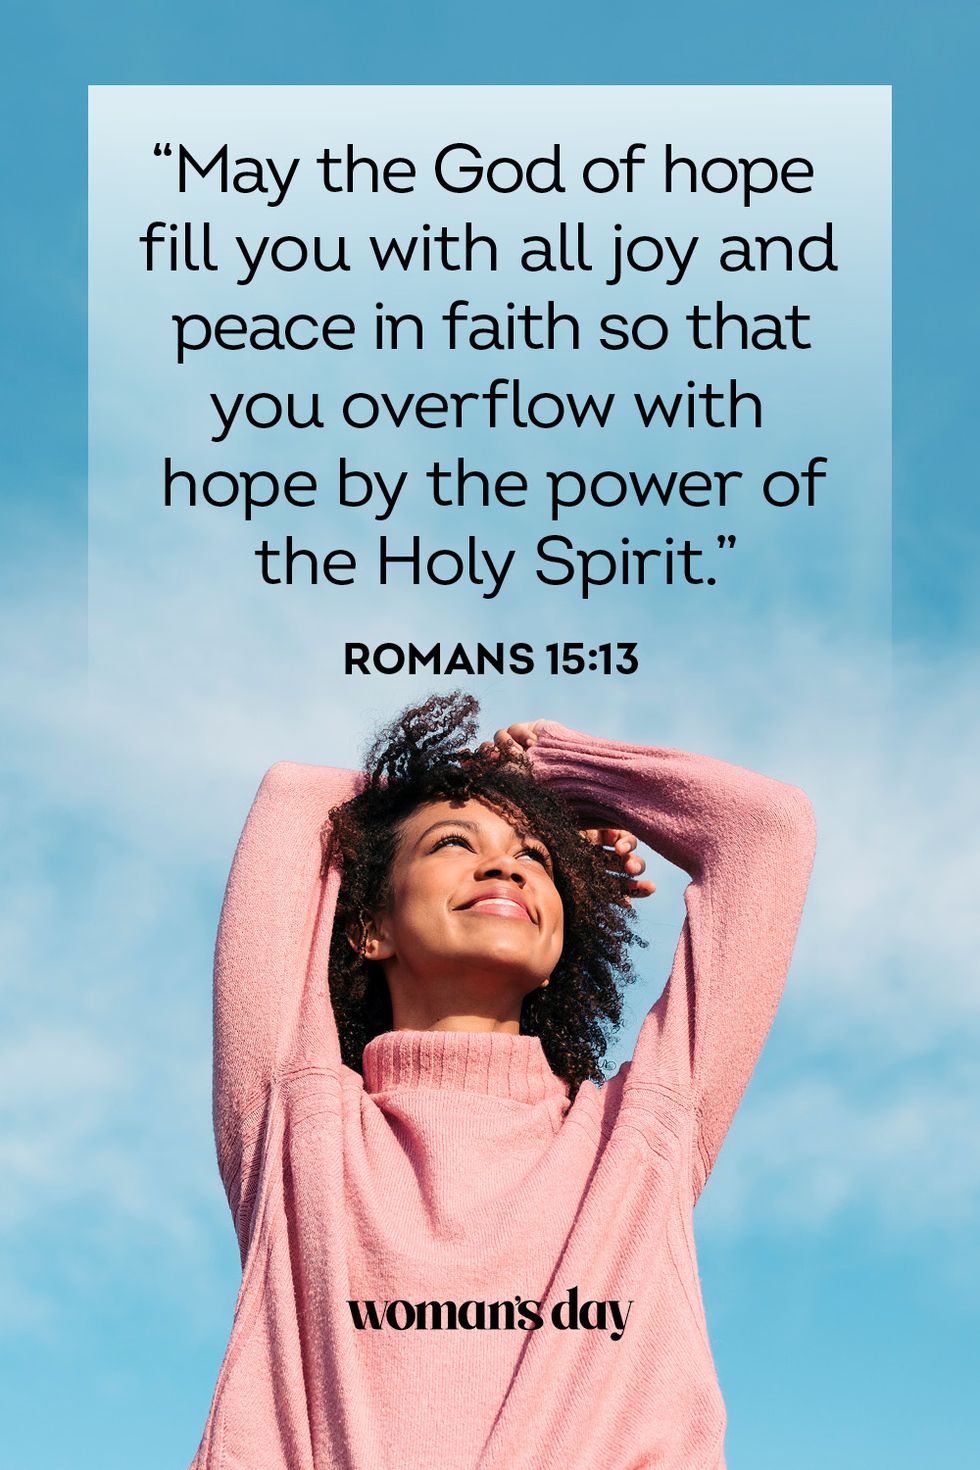 “May the God of hope
fill you with all joy and
peace in faith so that
you overflow with
hope by the power of
the Holy Spirit.”
ROMANS 15:13
woman's day